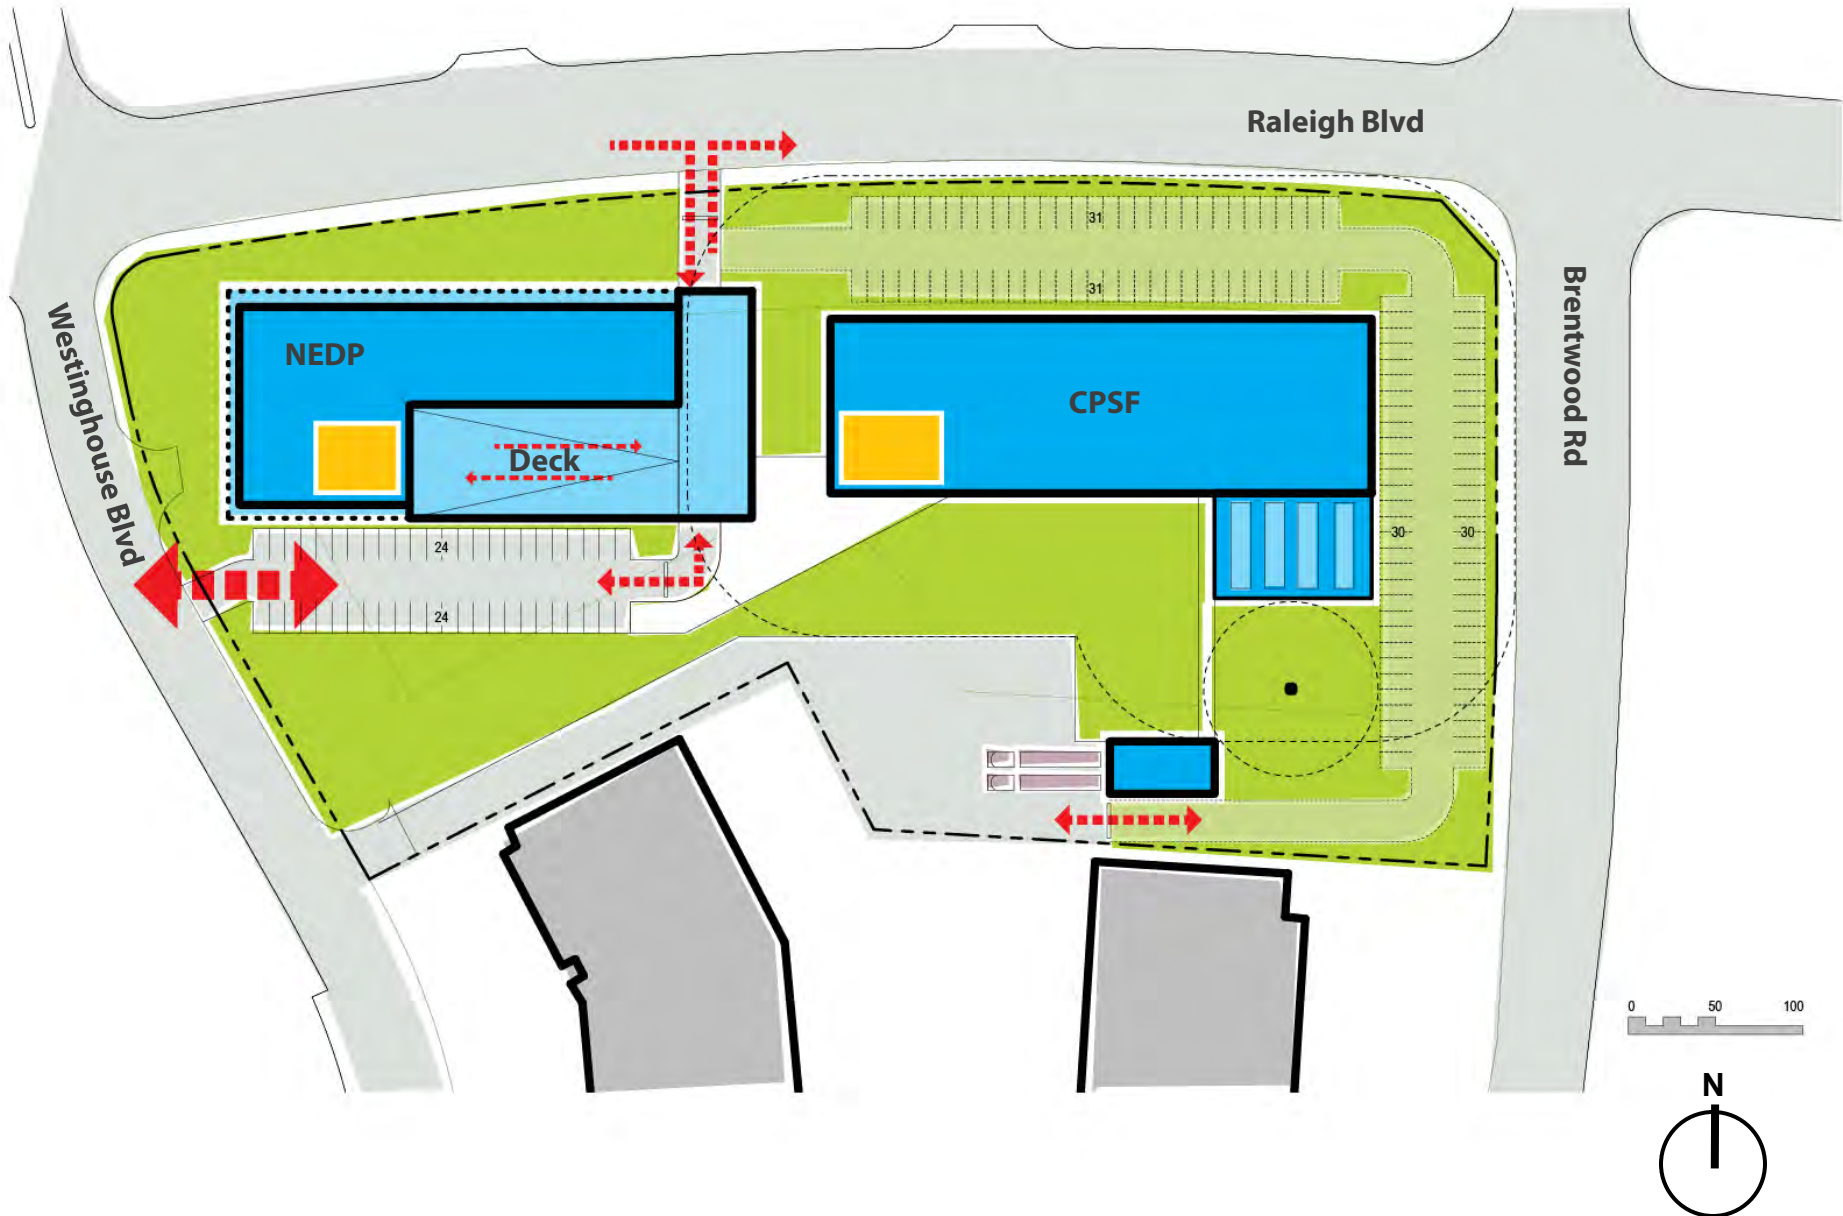 Raleigh Blvd
31
31
Westinghouse Blvd
Brentwood Rd
NEDP
CPSF
Deck
24
24
30
30
0 50 100
N